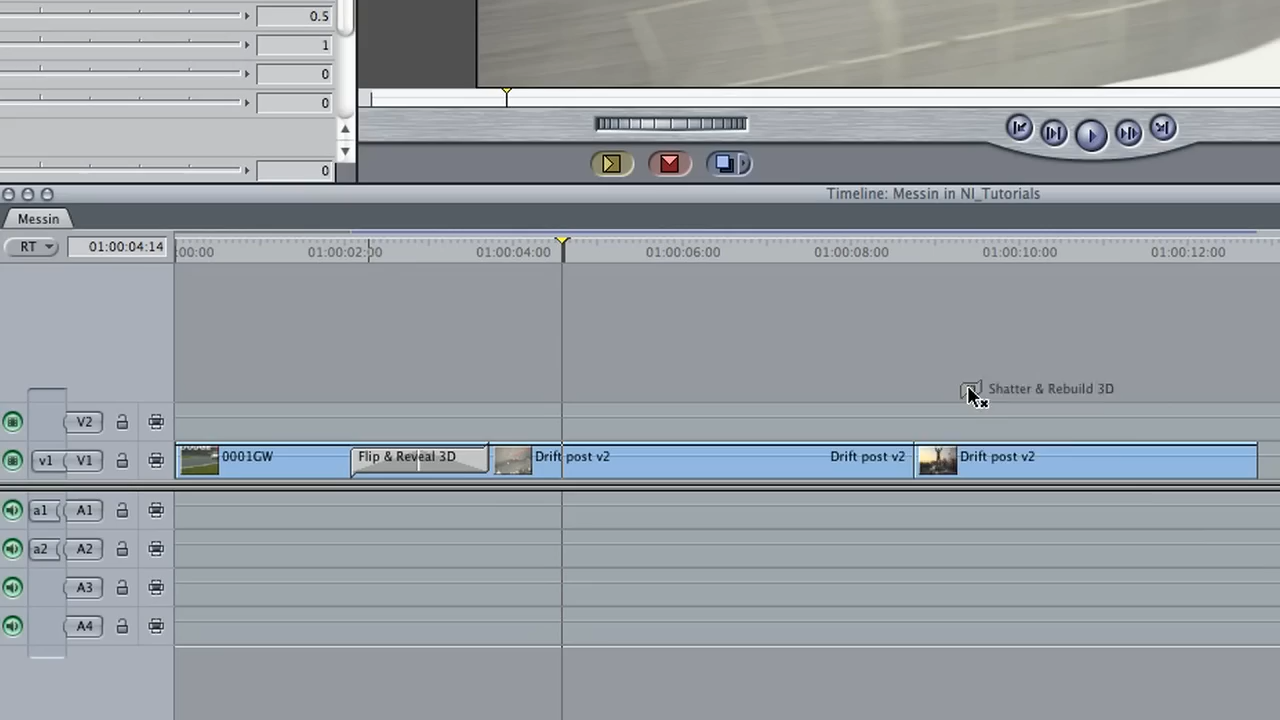 0.5
1
0
0
0
Timeline: Messin in NI_Tutorials
Messin
RT 01:00:04:14
:00:00 01:00:02:00 01:00:04:00 01:00:06:00 01:00:08:00 01:00:10:00 01:00:12:00
Shatter & Rebuild 3D
V2
v1 V1 0001GW Flip & Reveal 3D Drift post v2 Drift post v2 Drift post v2
a1 A1
a2 A2
A3
A4